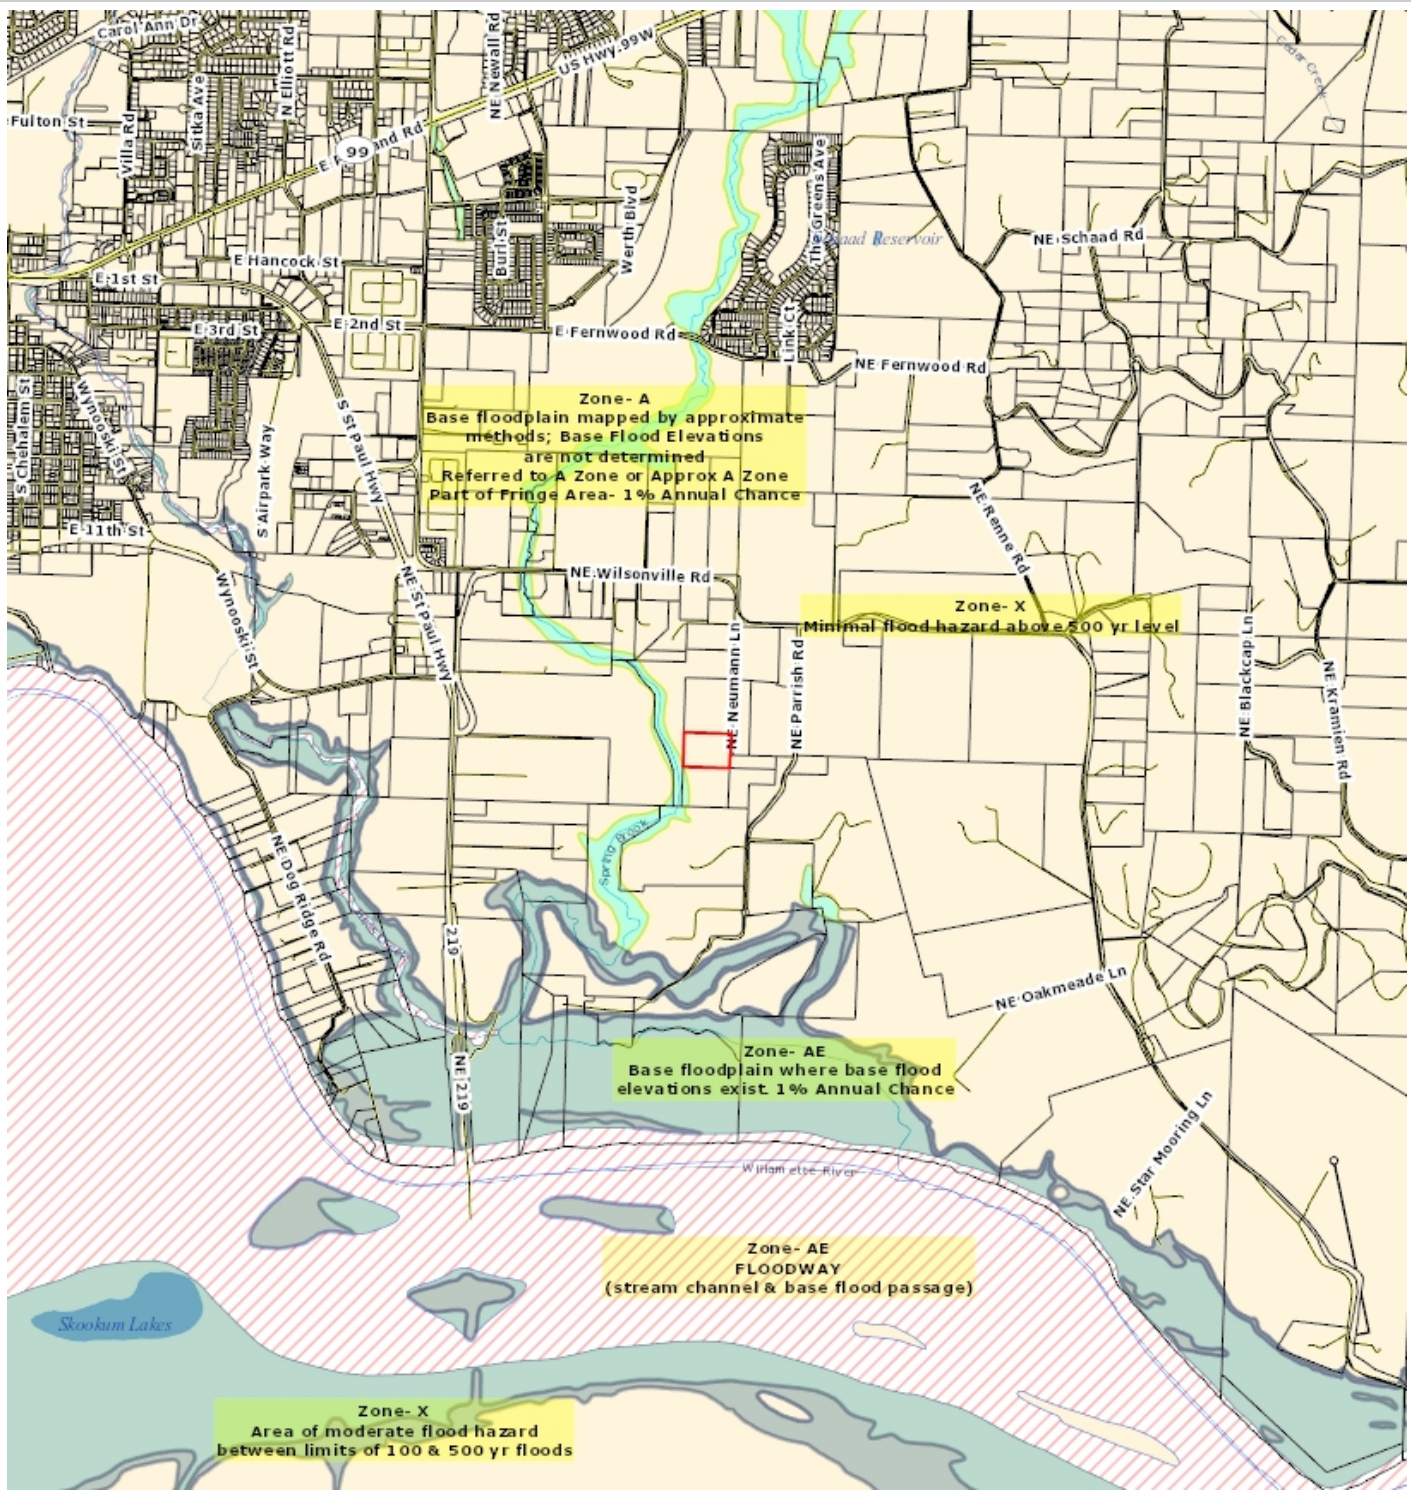 Carol Ann Dr
N Elliott Rd
NE Newall Rd
US Hwy 99W
Cedar Creek
Fulton St
Villa Rd
Sitka Ave
99
The Greens Ave
Burl St
Werth Blvd
Reservoir
NE Schaad Rd
E Hancock St
E 1st St
E 3rd St
E 2nd St
E Fernwood Rd
Link Ct
NE Fernwood Rd
S Chehalem St
Wynooski St
S St Paul Hwy
S Airpark Way
Zone- A
Base floodplain mapped by approximate
methods; Base Flood Elevations
are not determined
Referred to A Zone or Approx A Zone
Part of Fringe Area- 1% Annual Chance
E 11th St
NE Renne Rd
Wynooski St
NE St Paul Hwy
NE Wilsonville Rd
Zone- X
Minimal flood hazard above 500 yr level
NE Neumann Ln
NE Parrish Rd
NE Blackcap Ln
NE Kramien Rd
Spring Brook
NE Dog Ridge Rd
219
NE Oakmeade Ln
NE 219
Zone- AE
Base floodplain where base flood
elevations exist. 1% Annual Chance
NE Star Mooring Ln
Willamette River
Zone- AE
FLOODWAY
(stream channel & base flood passage)
Skookum Lakes
Zone- X
Area of moderate flood hazard
between limits of 100 & 500 yr floods